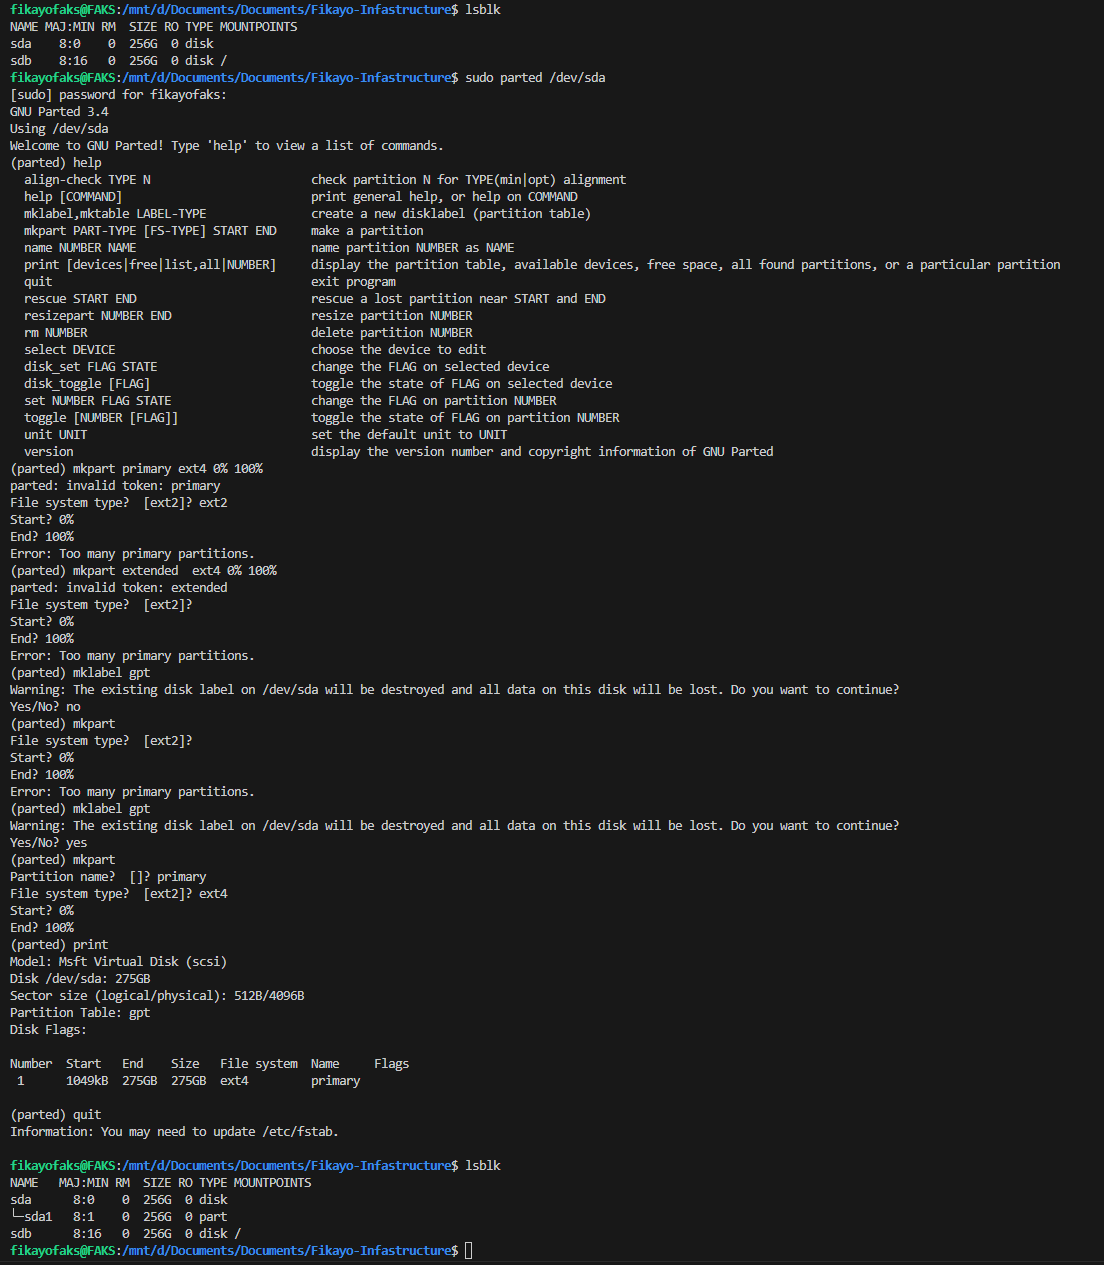 fikayofaks@FAKS:/mnt/d/Documents/Documents/Fikayo-Infastructure$ lsblk
NAME MAJ:MIN RM  SIZE RO TYPE MOUNTPOINTS
sda    8:0    0  256G  0 disk
sdb    8:16   0  256G  0 disk /
fikayofaks@FAKS:/mnt/d/Documents/Documents/Fikayo-Infastructure$ sudo parted /dev/sda
[sudo] password for fikayofaks:
GNU Parted 3.4
Using /dev/sda
Welcome to GNU Parted! Type 'help' to view a list of commands.
(parted) help
  align-check TYPE N                       check partition N for TYPE(min|opt) alignment
  help [COMMAND]                           print general help, or help on COMMAND
  mklabel,mktable LABEL-TYPE               create a new disklabel (partition table)
  mkpart PART-TYPE [FS-TYPE] START END     make a partition
  name NUMBER NAME                         name partition NUMBER as NAME
  print [devices|free|list,all|NUMBER]     display the partition table, available devices, free space, all found partitions, or a particular partition
  quit                                     exit program
  rescue START END                         rescue a lost partition near START and END
  resizepart NUMBER END                    resize partition NUMBER
  rm NUMBER                                delete partition NUMBER
  select DEVICE                            choose the device to edit
  disk_set FLAG STATE                      change the FLAG on selected device
  disk_toggle [FLAG]                       toggle the state of FLAG on selected device
  set NUMBER FLAG STATE                    change the FLAG on partition NUMBER
  toggle [NUMBER [FLAG]]                   toggle the state of FLAG on partition NUMBER
  unit UNIT                                set the default unit to UNIT
  version                                  display the version number and copyright information of GNU Parted
(parted) mkpart primary ext4 0% 100%
parted: invalid token: primary
File system type?  [ext2]? ext2
Start? 0%
End? 100%
Error: Too many primary partitions.
(parted) mkpart extended  ext4 0% 100%
parted: invalid token: extended
File system type?  [ext2]?
Start? 0%
End? 100%
Error: Too many primary partitions.
(parted) mklabel gpt
Warning: The existing disk label on /dev/sda will be destroyed and all data on this disk will be lost. Do you want to continue?
Yes/No? no
(parted) mkpart
File system type?  [ext2]?
Start? 0%
End? 100%
Error: Too many primary partitions.
(parted) mklabel gpt
Warning: The existing disk label on /dev/sda will be destroyed and all data on this disk will be lost. Do you want to continue?
Yes/No? yes
(parted) mkpart
Partition name?  []? primary
File system type?  [ext2]? ext4
Start? 0%
End? 100%
(parted) print
Model: Msft Virtual Disk (scsi)
Disk /dev/sda: 275GB
Sector size (logical/physical): 512B/4096B
Partition Table: gpt
Disk Flags:

Number  Start   End    Size   File system  Name     Flags
 1      1049kB  275GB  275GB  ext4         primary

(parted) quit
Information: You may need to update /etc/fstab.

fikayofaks@FAKS:/mnt/d/Documents/Documents/Fikayo-Infastructure$ lsblk
NAME   MAJ:MIN RM  SIZE RO TYPE MOUNTPOINTS
sda      8:0    0  256G  0 disk
└─sda1   8:1    0  256G  0 part
sdb      8:16   0  256G  0 disk /
fikayofaks@FAKS:/mnt/d/Documents/Documents/Fikayo-Infastructure$